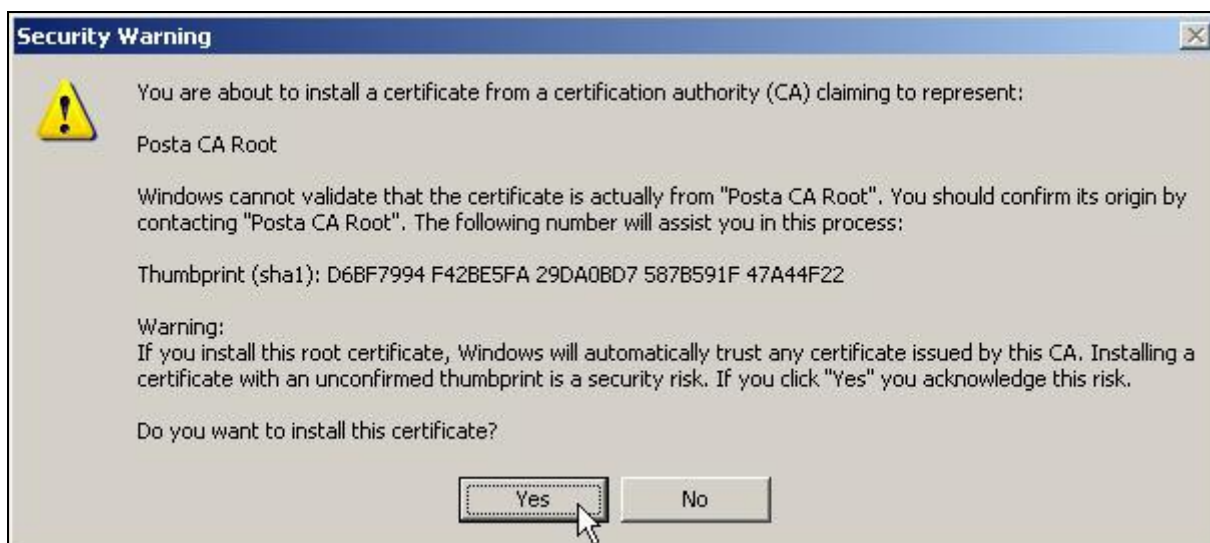 Security Warning
You are about to install a certificate from a certification authority (CA) claiming to represent:
Posta CA Root
Windows cannot validate that the certificate is actually from "Posta CA Root". You should confirm its origin by
contacting "Posta CA Root". The following number will assist you in this process:
Thumbprint (sha1): D6BF7994 F42BE5FA 29DA0BD7 587B591F 47A44F22
Warning:
If you install this root certificate, Windows will automatically trust any certificate issued by this CA. Installing a
certificate with an unconfirmed thumbprint is a security risk. If you click "Yes" you acknowledge this risk.
Do you want to install this certificate?
Yes
No